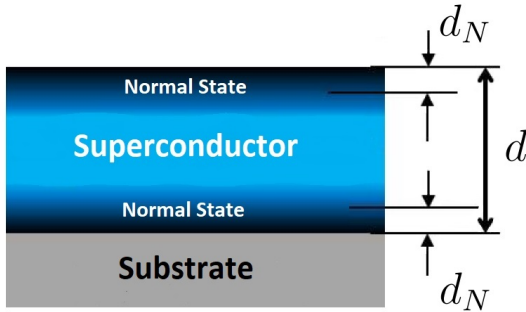 d_N
Normal State
Superconductor
d
Normal State
Substrate
d_N